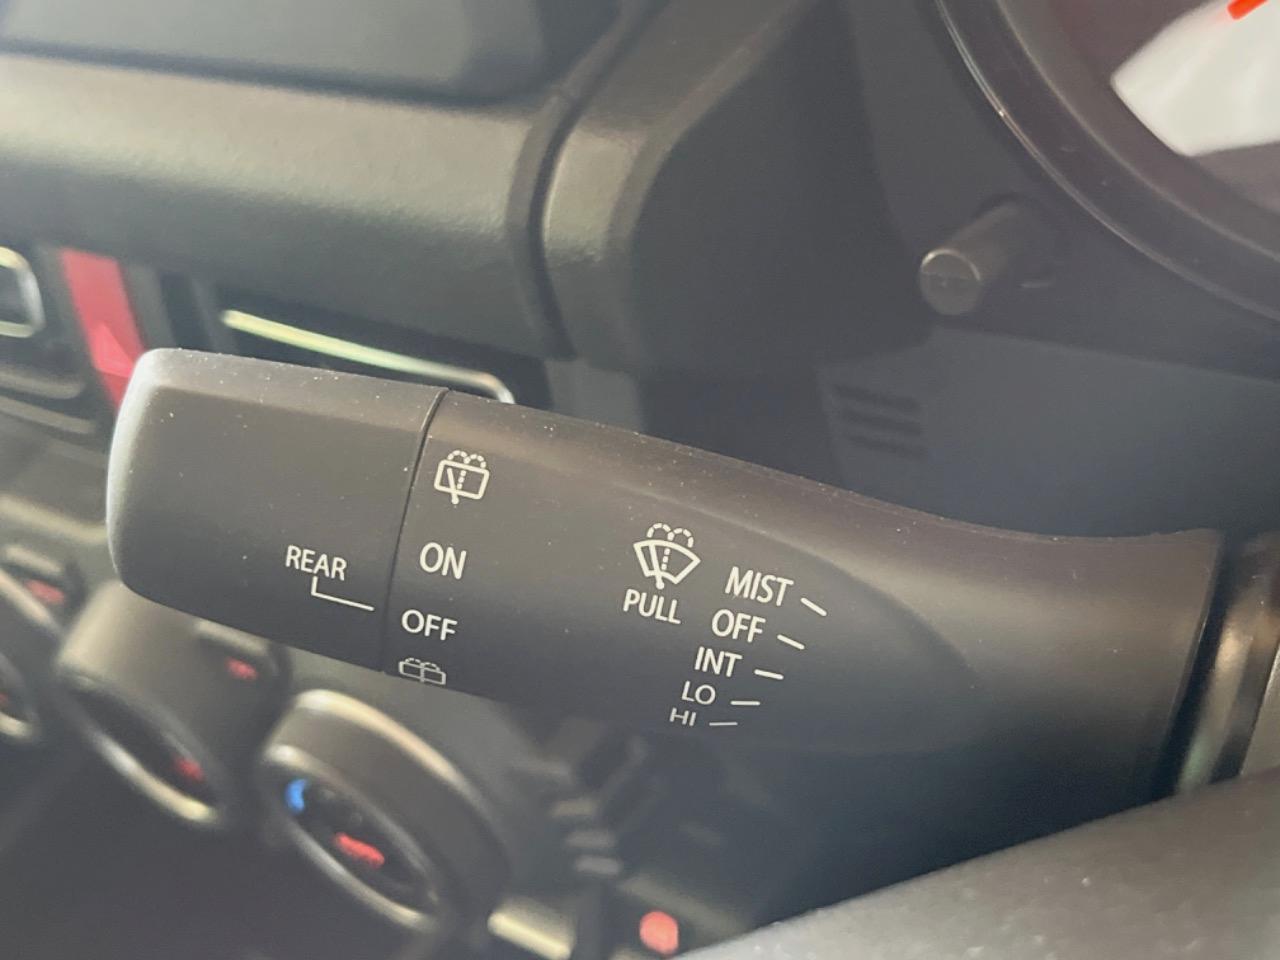 REAR
ON
OFF
PULL
MIST
OFF
INT
LO
HI